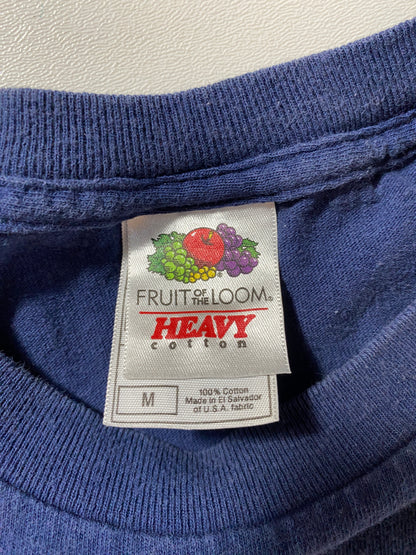 FRUIT OF THE LOOM®
HEAVY
cotton
M
100% Cotton
Made in El Salvador
of U.S.A. fabric